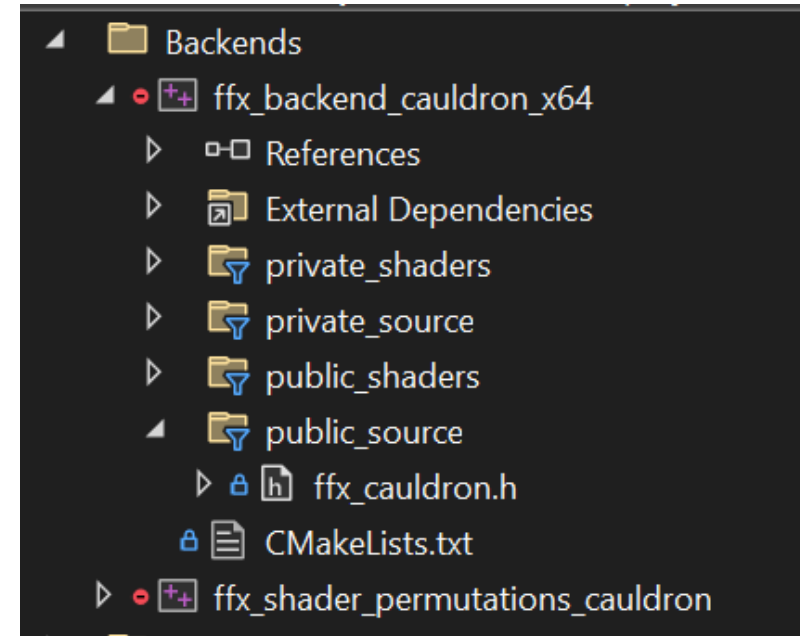 Backends
ffx_backend_cauldron_x64
References
External Dependencies
private_shaders
private_source
public_shaders
public_source
ffx_cauldron.h
CMakeLists.txt
ffx_shader_permutations_cauldron